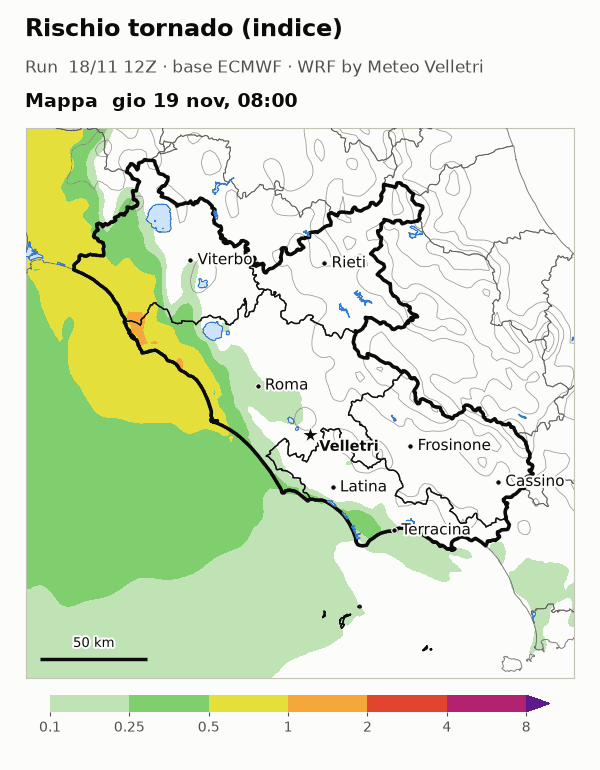 Rischio tornado (indice)
Run  18/11 12Z · base ECMWF · WRF by Meteo Velletri
Mappa  gio 19 nov, 08:00
Viterbo
Rieti
Roma
Velletri
Frosinone
Cassino
Latina
Terracina
50 km
0.1 0.25 0.5 1 2 4 8